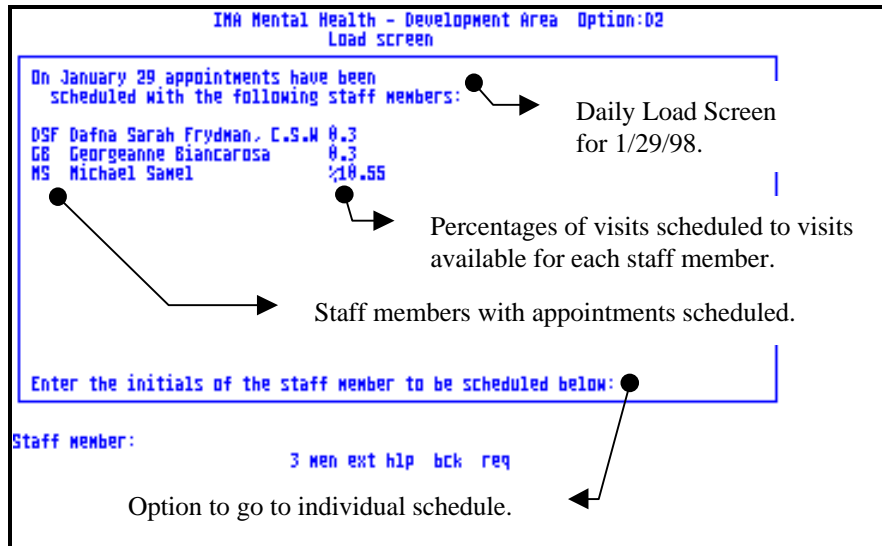 IMA Mental Health - Development Area Option:D2
Load screen
On January 29 appointments have been
scheduled with the following staff members:
Daily Load Screen
for 1/29/98.
DSF Dafna Sarah Frydman, C.S.W 0.3
GB Georgeanne Biancarosa 0.3
MS Michael Samel %10.55
Percentages of visits scheduled to visits
available for each staff member.
Staff members with appointments scheduled.
Enter the initials of the staff member to be scheduled below:
Staff member:
3 men ext hlp bck req
Option to go to individual schedule.